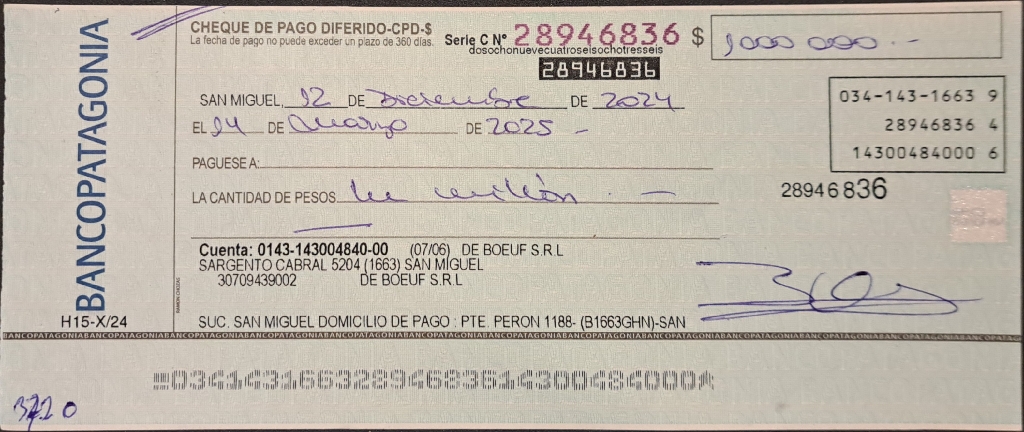 BANCOPATAGONIA
H15-X/24
CHEQUE DE PAGO DIFERIDO-CPD-$
La fecha de pago no puede exceder un plazo de 360 días.
Serie C Nº 28946836 $ 1000 000.-
dosochonuevecuatroseisochotresseis
28946836
SAN MIGUEL, 12 DE Diciembre DE 2024
EL 14 DE Marzo DE 2025 -
PAGUESE A:
LA CANTIDAD DE PESOS Un millón . —
034-143-1663 9
28946836 4
14300484000 6
28946836
Cuenta: 0143-143004840-00 (07/06) DE BOEUF S.R.L
SARGENTO CABRAL 5204 (1663) SAN MIGUEL
30709439002 DE BOEUF S.R.L
SUC. SAN MIGUEL DOMICILIO DE PAGO : PTE. PERON 1188- (B1663GHN)-SAN
BANCOPATAGONIABANCOPATAGONIABANCOPATAGONIABANCOPATAGONIABANCOPATAGONIABANCOPATAGONIA
03414316632894683614300484000